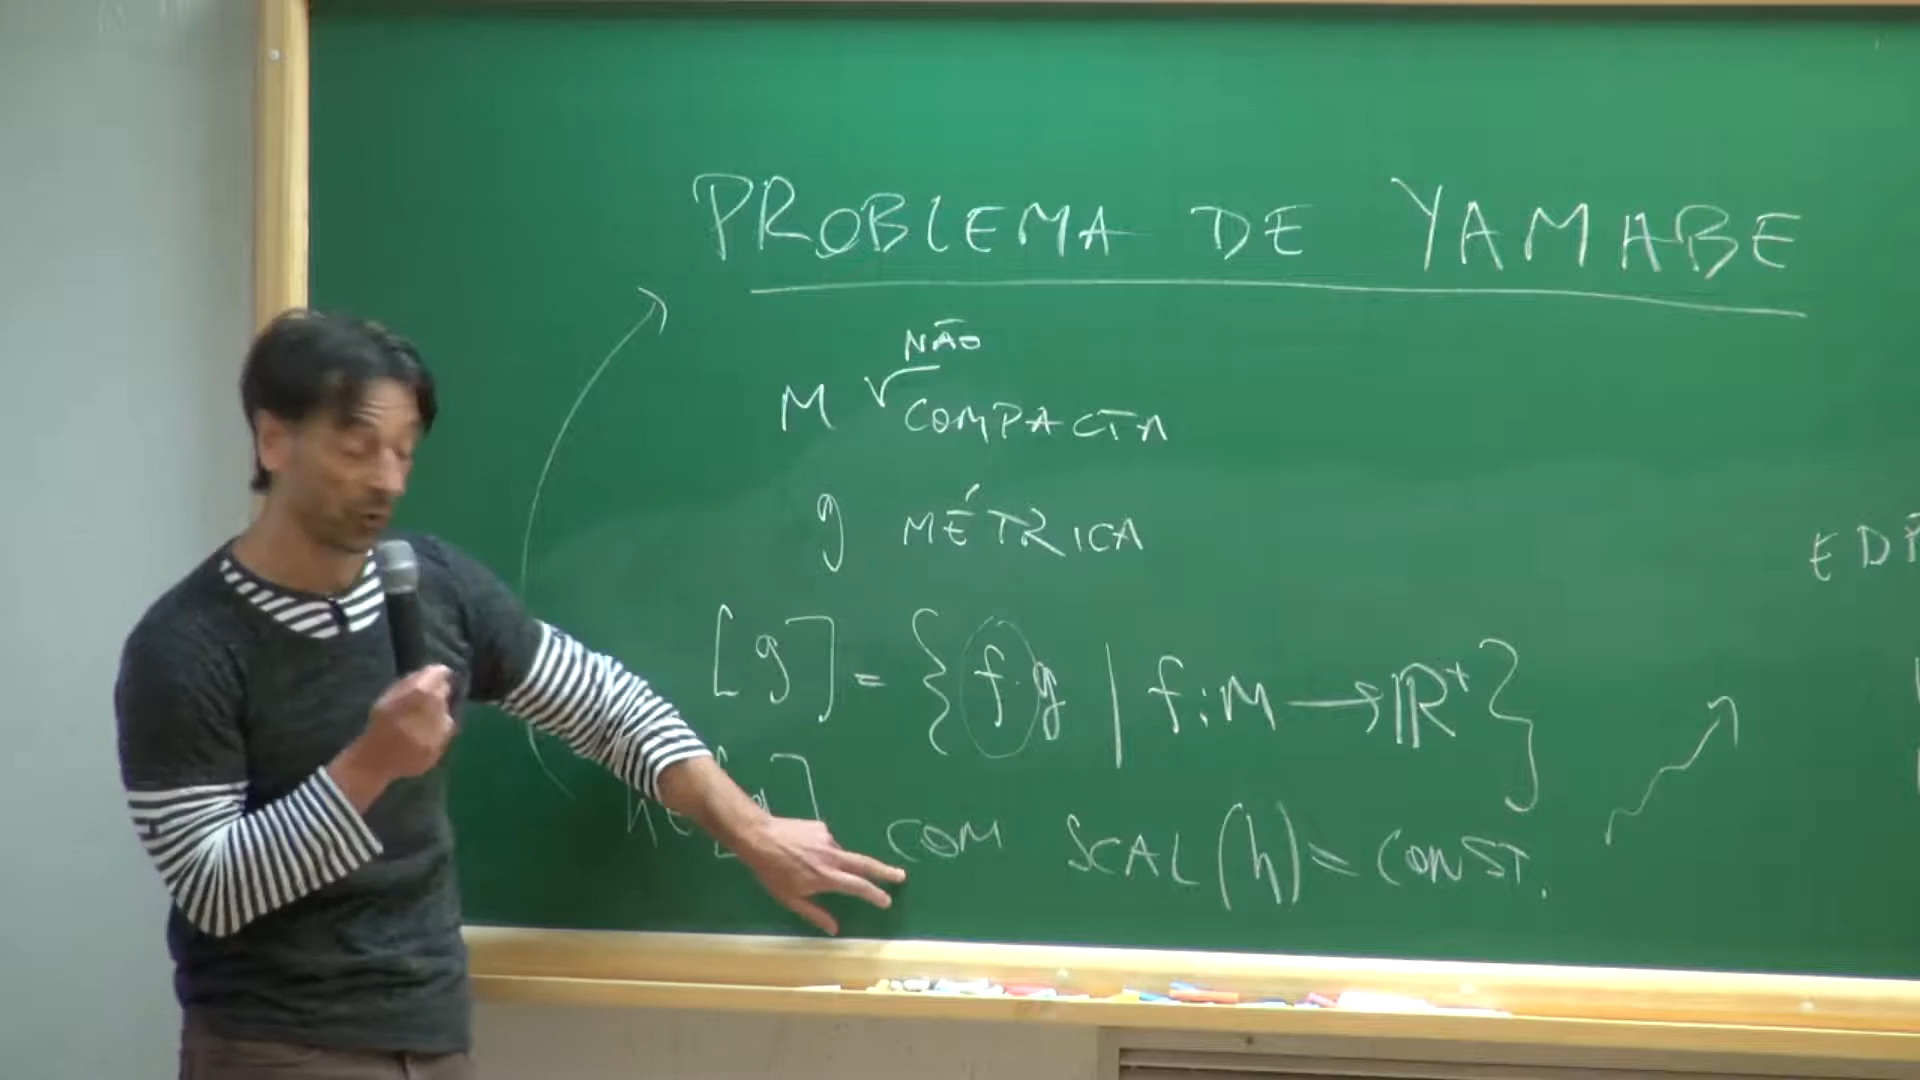 PROBLEMA DE YAMABE
NÃO
M √ COMPACTA
g MÉTRICA
[g] = {f·g | f: M → ℝ⁺}
COM SCAL(h) = CONST.
EDP